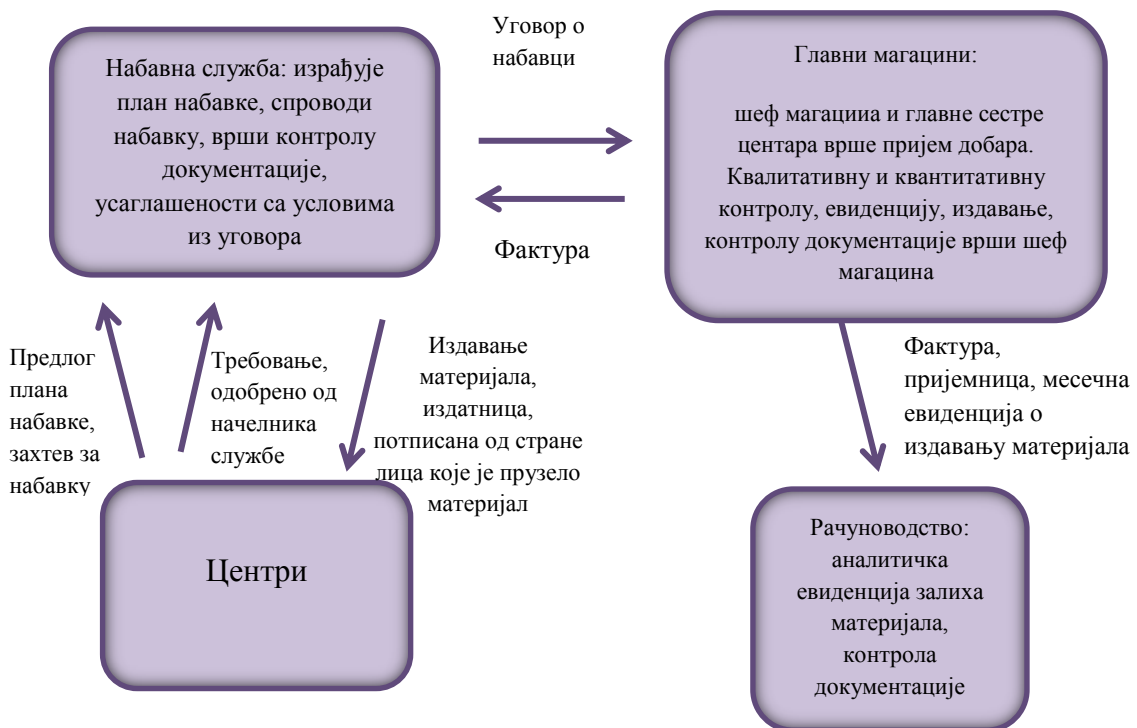 Уговор о
набавци
Набавна служба: израђује
план набавке, спроводи
набавку, врши контролу
документације,
усаглашености са условима
из уговора
Главни магацини:
шеф магацииа и главне сестре
центара врше пријем добара.
Квалитативну и квантитативну
контролу, евиденцију, издавање,
контролу документације врши шеф
магацина
Фактура
Предлог
плана
набавке,
захтев за
набавку
Требовање,
одобрено од
начелника
службе
Издавање
материјала,
издатница,
потписана од стране
лица које је прузело
материјал
Фактура,
пријемница, месечна
евиденција о
издавању материјала
Центри
Рачуноводство:
аналитичка
евиденција залиха
материјала,
контрола
документације